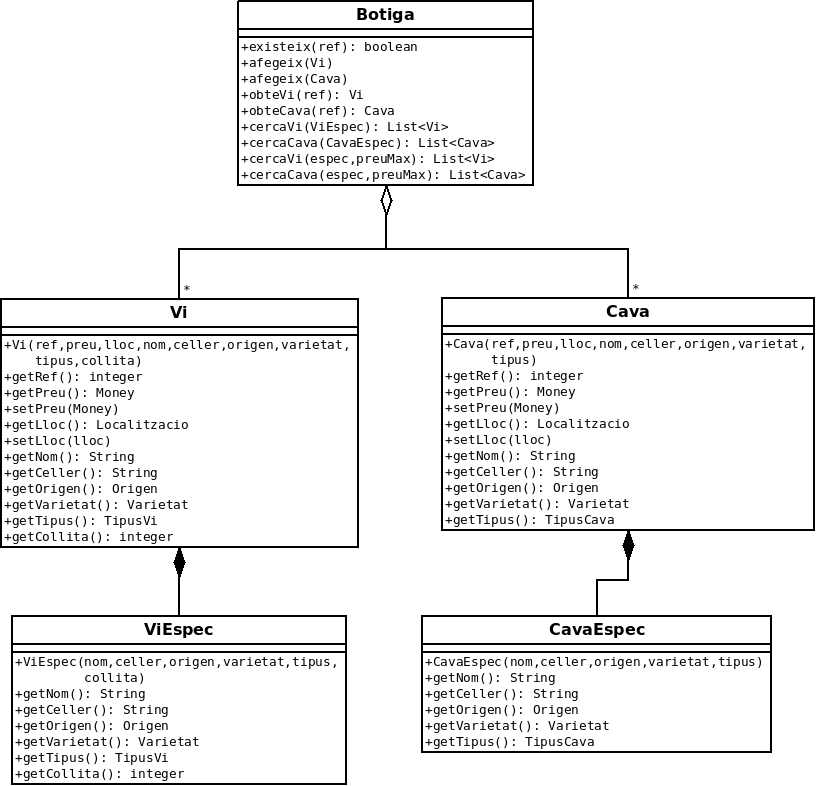 Botiga
+existeix(ref): boolean
+afegeix(Vi)
+afegeix(Cava)
+obteVi(ref): Vi
+obteCava(ref): Cava
+cercaVi(ViEspec): List<Vi>
+cercaCava(CavaEspec): List<Cava>
+cercaVi(espec,preuMax): List<Vi>
+cercaCava(espec,preuMax): List<Cava>
*
Vi
+Vi(ref,preu,lloc,nom,celler,origen,varietat,
tipus,collita)
+getRef(): integer
+getPreu(): Money
+setPreu(Money)
+getLloc(): Localitzacio
+setLloc(lloc)
+getNom(): String
+getCeller(): String
+getOrigen(): Origen
+getVarietat(): Varietat
+getTipus(): TipusVi
+getCollita(): integer
*
Cava
+Cava(ref,preu,lloc,nom,celler,origen,varietat,
tipus)
+getRef(): integer
+getPreu(): Money
+setPreu(Money)
+getLloc(): Localitzacio
+setLloc(lloc)
+getNom(): String
+getCeller(): String
+getOrigen(): Origen
+getVarietat(): Varietat
+getTipus(): TipusCava
ViEspec
+ViEspec(nom,celler,origen,varietat,tipus,
collita)
+getNom(): String
+getCeller(): String
+getOrigen(): Origen
+getVarietat(): Varietat
+getTipus(): TipusVi
+getCollita(): integer
CavaEspec
+CavaEspec(nom,celler,origen,varietat,tipus)
+getNom(): String
+getCeller(): String
+getOrigen(): Origen
+getVarietat(): Varietat
+getTipus(): TipusCava